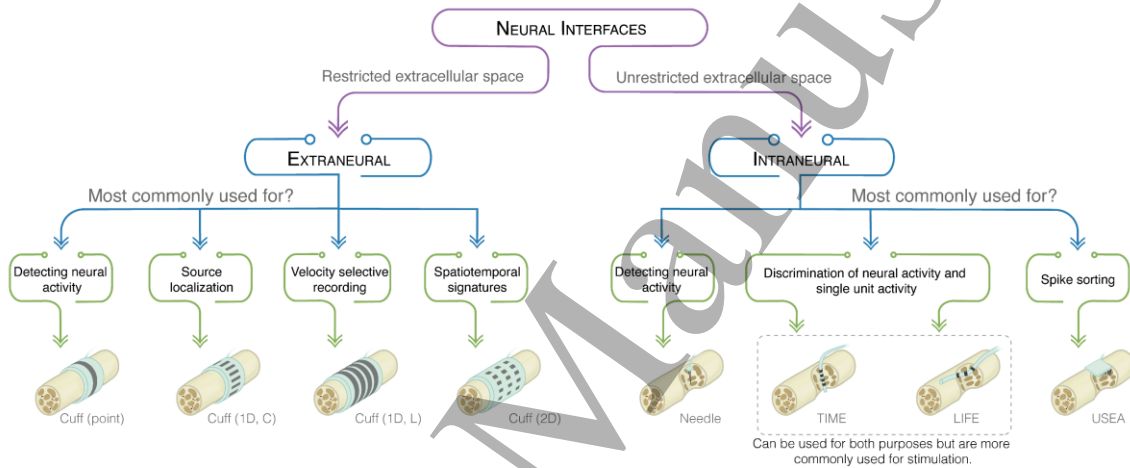 NEURAL INTERFACES
Restricted extracellular space
Unrestricted extracellular space
EXTRANEURAL
INTRANEURAL
Most commonly used for?
Most commonly used for?
Detecting neural
activity
Source
localization
Velocity selective
recording
Spatiotemporal
signatures
Detecting neural
activity
Discrimination of neural activity and
single unit activity
Spike sorting
Cuff (point)
Cuff (1D, C)
Cuff (1D, L)
Cuff (2D)
Needle
TIME
LIFE
USEA
Can be used for both purposes but are more
commonly used for stimulation.